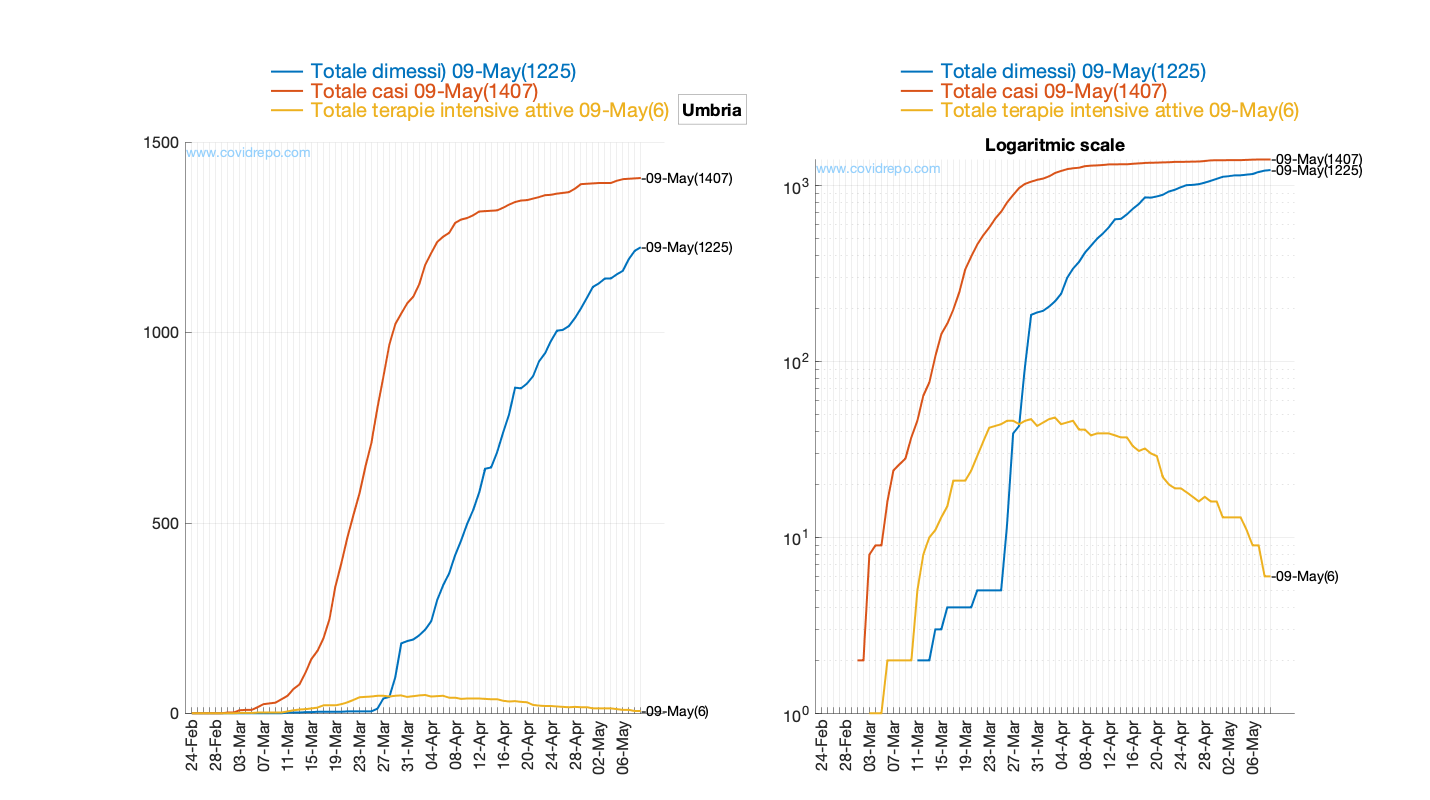 Totale dimessi) 09-May(1225)
Totale casi 09-May(1407)
Totale terapie intensive attive 09-May(6)
Umbria
www.covidrepo.com
1500
1000
500
0
-09-May(1407)
-09-May(1225)
-09-May(6)
24-Feb
28-Feb
03-Mar
07-Mar
11-Mar
15-Mar
19-Mar
23-Mar
27-Mar
31-Mar
04-Apr
08-Apr
12-Apr
16-Apr
20-Apr
24-Apr
28-Apr
02-May
06-May
Totale dimessi) 09-May(1225)
Totale casi 09-May(1407)
Totale terapie intensive attive 09-May(6)
Logaritmic scale
www.covidrepo.com
10³
10²
10¹
10⁰
-09-May(1407)
-09-May(1225)
-09-May(6)
24-Feb
28-Feb
03-Mar
07-Mar
11-Mar
15-Mar
19-Mar
23-Mar
27-Mar
31-Mar
04-Apr
08-Apr
12-Apr
16-Apr
20-Apr
24-Apr
28-Apr
02-May
06-May